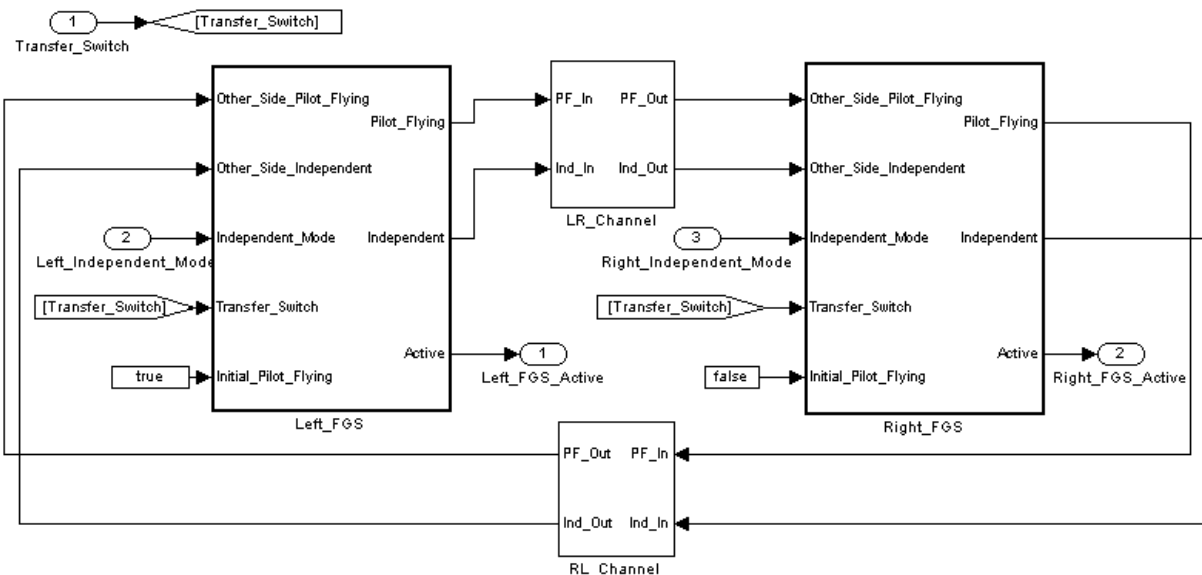 1
[Transfer_Switch]
Transfer_Switch
Other_Side_Pilot_Flying
Pilot_Flying
Other_Side_Independent
2
Independent_Mode
Independent
Left_Independent_Mode
[Transfer_Switch]
Transfer_Switch
Active
1
Left_FGS_Active
true
Initial_Pilot_Flying
Left_FGS
PF_In
PF_Out
Ind_In
Ind_Out
LR_Channel
Other_Side_Pilot_Flying
Pilot_Flying
Other_Side_Independent
3
Independent_Mode
Independent
Right_Independent_Mode
[Transfer_Switch]
Transfer_Switch
Active
2
Right_FGS_Active
false
Initial_Pilot_Flying
Right_FGS
PF_Out
PF_In
Ind_Out
Ind_In
RL_Channel